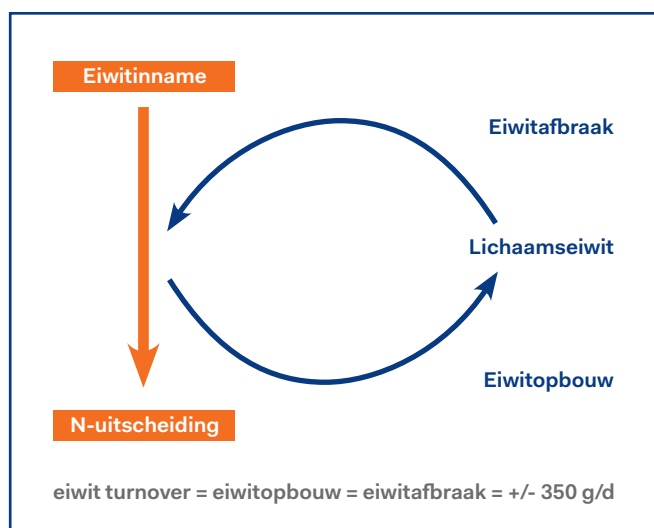 Eiwitinname
Eiwitafbraak
Lichaamseiwit
Eiwitopbouw
N-uitscheiding
eiwit turnover = eiwitopbouw = eiwitafbraak = +/- 350 g/d